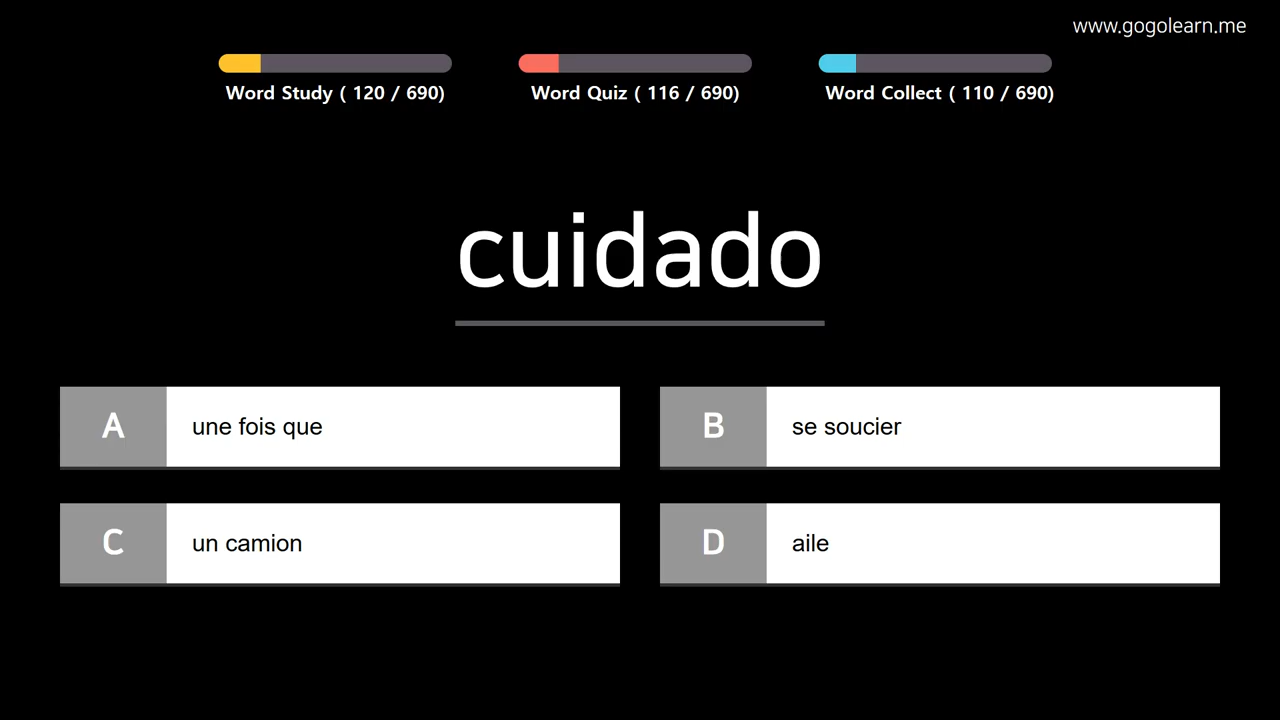 www.gogolearn.me
Word Study ( 120 / 690)
Word Quiz ( 116 / 690)
Word Collect ( 110 / 690)
cuidado
A
une fois que
B
se soucier
C
un camion
D
aile